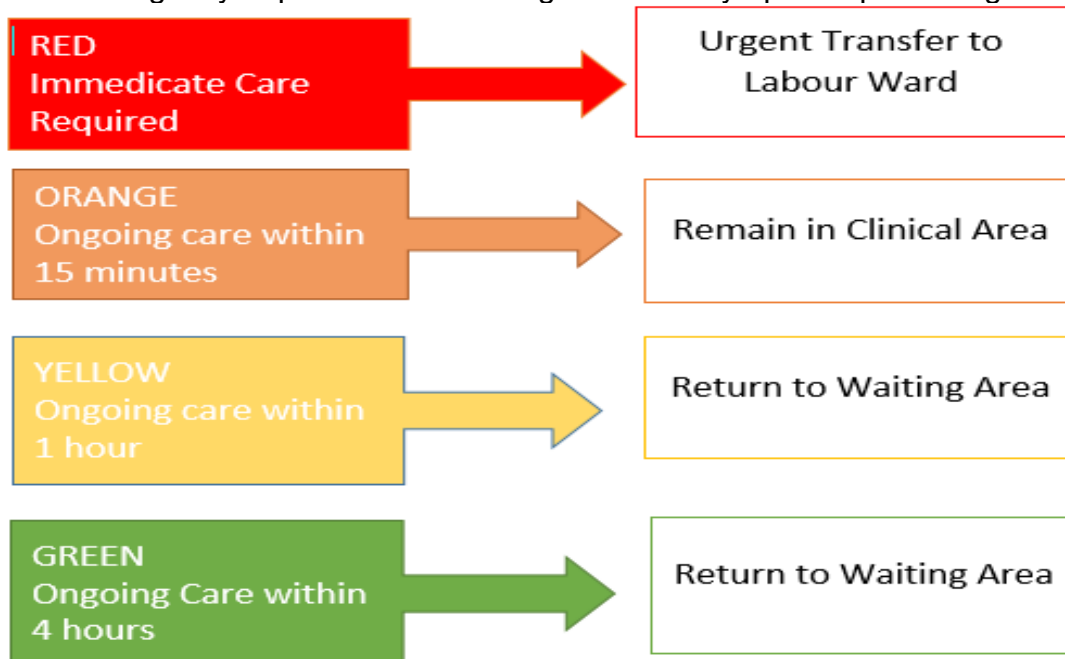 RED
Immedicate Care
Required
Urgent Transfer to
Labour Ward
ORANGE
Ongoing care within
15 minutes
Remain in Clinical Area
YELLOW
Ongoing care within
1 hour
Return to Waiting Area
GREEN
Ongoing Care within
4 hours
Return to Waiting Area